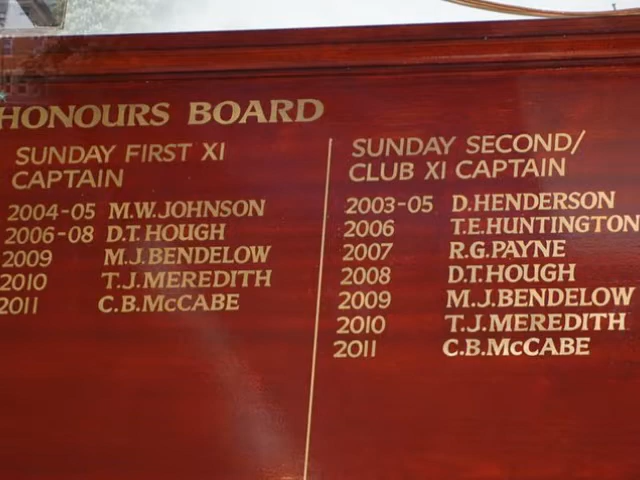 HONOURS BOARD
SUNDAY FIRST XI
CAPTAIN
2004-05 M.W.JOHNSON
2006-08 D.T.HOUGH
2009 M.J.BENDELOW
2010 T.J.MEREDITH
2011 C.B.McCABE
SUNDAY SECOND/
CLUB XI CAPTAIN
2003-05 D.HENDERSON
2006 T.E.HUNTINGTON
2007 R.G.PAYNE
2008 D.T.HOUGH
2009 M.J.BENDELOW
2010 T.J.MEREDITH
2011 C.B.McCABE